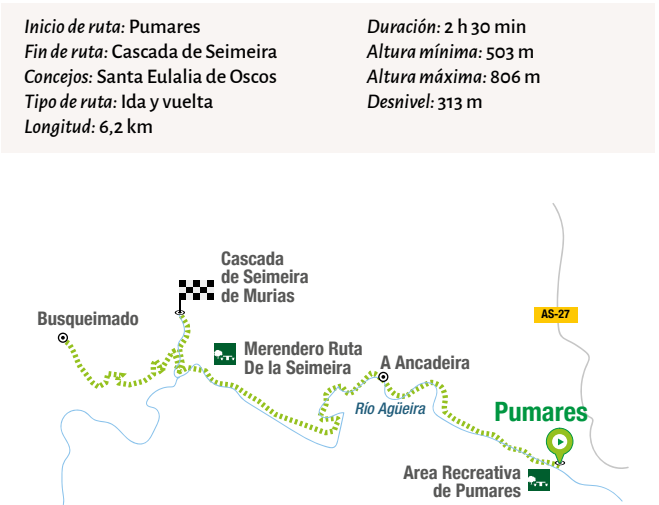 Inicio de ruta: Pumares
Fin de ruta: Cascada de Seimeira
Concejos: Santa Eulalia de Oscos
Tipo de ruta: Ida y vuelta
Longitud: 6,2 km
Duración: 2 h 30 min
Altura mínima: 503 m
Altura máxima: 806 m
Desnivel: 313 m
Cascada
de Seimeira
de Murias
Busqueimado
AS-27
Merendero Ruta
De la Seimeira
A Ancadeira
Río Agüeira
Pumares
Area Recreativa
de Pumares